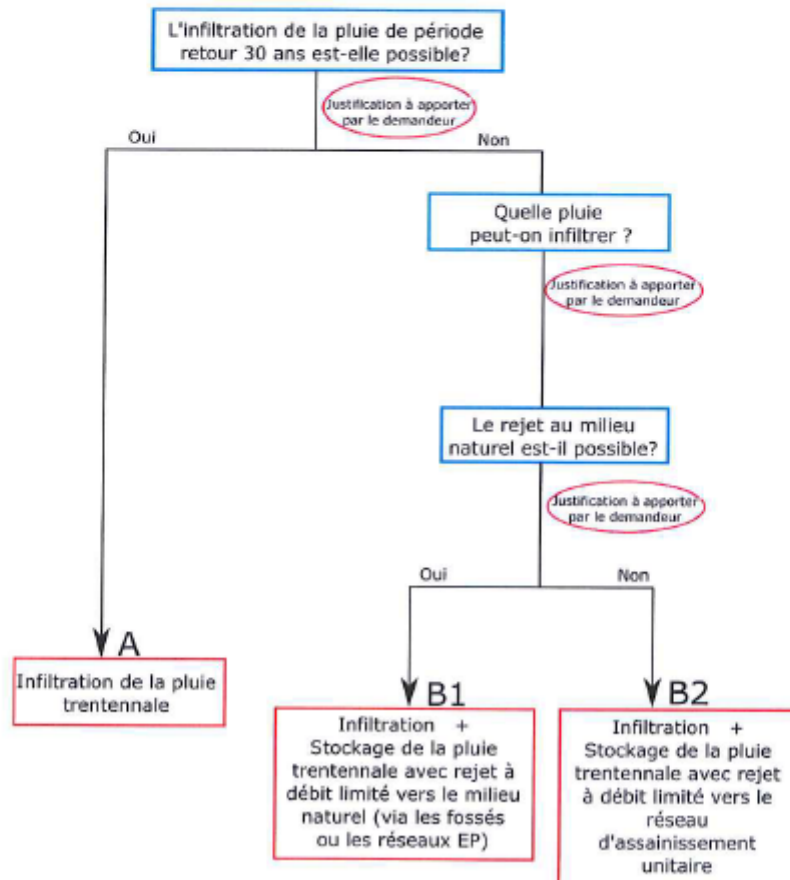 L'infiltration de la pluie de période
retour 30 ans est-elle possible?
Justification à apporter
par le demandeur
Oui
Non
Quelle pluie
peut-on infiltrer ?
Justification à apporter
par le demandeur
Le rejet au milieu
naturel est-il possible?
Justification à apporter
par le demandeur
Oui
Non
A
Infiltration de la pluie
trentennale
B1
Infiltration +
Stockage de la pluie
trentennale avec rejet à
débit limité vers le milieu
naturel (via les fossés
ou les réseaux EP)
B2
Infiltration +
Stockage de la pluie
trentennale avec rejet
à débit limité vers le
réseau
d'assainissement
unitaire